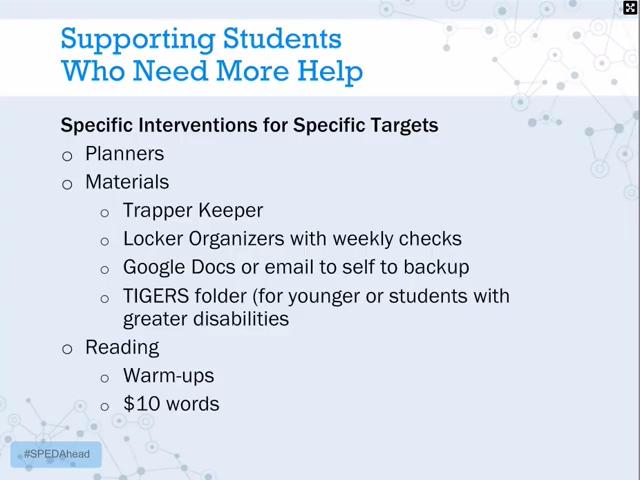 Supporting Students
Who Need More Help
Specific Interventions for Specific Targets
o Planners
o Materials
o Trapper Keeper
o Locker Organizers with weekly checks
o Google Docs or email to self to backup
o TIGERS folder (for younger or students with
greater disabilities
o Reading
o Warm-ups
o $10 words
#SPEDAhead